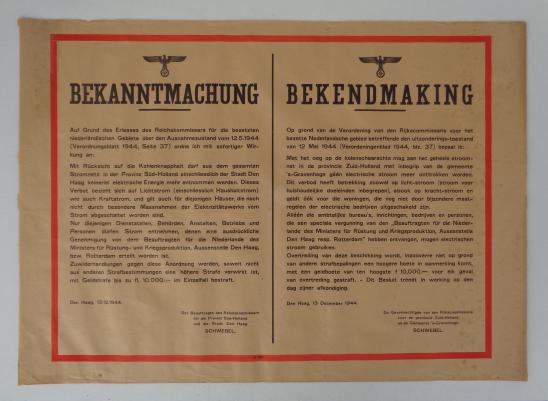 BEKANNTMACHUNG
Auf Grund des Erlasses des Reichskommissars für die besetzten
niederländischen Gebiete über den Ausnahmezustand vom 12.5.1944
(Verordnungsblatt 1944, Seite 37) ordne ich mit sofortiger Wir-
kung an:
Mit Rücksicht auf die Kohlenknappheit darf aus dem gesamten
Stromnetz in der Provinz Süd-Holland einschliesslich der Stadt Den
Haag keinerlei elektrische Energie mehr entnommen werden. Dieses
Verbot bezieht sich auf Lichtstrom (einschliesslich Haushaltstrom)
wie auch Kraftstrom, und gilt auch für diejenigen Häuser, die noch
nicht durch besondere Massnahmen der Elektrizitätswerke vom
Strom abgeschaltet worden sind.
Nur diejenigen Dienststellen, Behörden, Anstalten, Betriebe und
Personen dürfen Strom entnehmen, denen eine ausdrückliche
Genehmigung von dem Beauftragten für die Niederlande des
Ministers für Rüstung- und Kriegsproduktion, Aussenstelle Den Haag,
bzw. Rotterdam erteilt worden ist.
Zuwiderhandlungen gegen diese Anordnung werden, soweit nicht
aus anderen Strafbestimmungen eine höhere Strafe verwirkt ist,
mit Geldstrafe bis zu fl. 10.000.— im Einzelfall bestraft.
Den Haag, 13.12.1944.
Der Beauftragte des Reichskommissars
für die Provinz Süd-Holland
und die Stadt Den Haag
SCHWEBEL.
BEKENDMAKING
Op grond van de Verordening van den Rijkscommissaris voor het
bezette Nederlandsche gebied betreffende den uitzonderings-toestand
van 12 Mei 1944 (Verordeningenblad 1944, blz. 37) bepaal ik:
Met het oog op de kolenschaarschte mag aan het geheele stroom-
net in de provincie Zuid-Holland met inbegrip van de gemeente
's-Gravenhage géén electrische stroom meer onttrokken worden.
Dit verbod heeft betrekking zoowel op licht-stroom (stroom voor
huishoudelijke doeleinden inbegrepen), alsook op kracht-stroom en
geldt óók voor de woningen, die nog niet door bijzondere maat-
regelen der electrische bedrijven uitgeschakeld zijn.
Alléén de ambtelijke bureau's, inrichtingen, bedrijven en personen,
die een speciale vergunning van den „Beauftragten für die Nieder-
lande des Ministers für Rüstung und Kriegsproduktion, Aussenstelle
Den Haag resp. Rotterdam” hebben ontvangen, mogen electrischen
stroom gebruiken.
Overtreding van deze beschikking wordt, inzooverre niet op grond
van andere strafbepalingen een hoogere boete in aanmerking komt,
met een geldboete van ten hoogste f 10.000.— voor elk geval
van overtreding gestraft. - Dit Besluit treedt in werking op den
dag zijner afkondiging.
Den Haag, 13 December 1944.
De Gevolmachtigde van den Rijkscommissaris
voor de provincie Zuid-Holland
en de Gemeente 's-Gravenhage
SCHWEBEL.